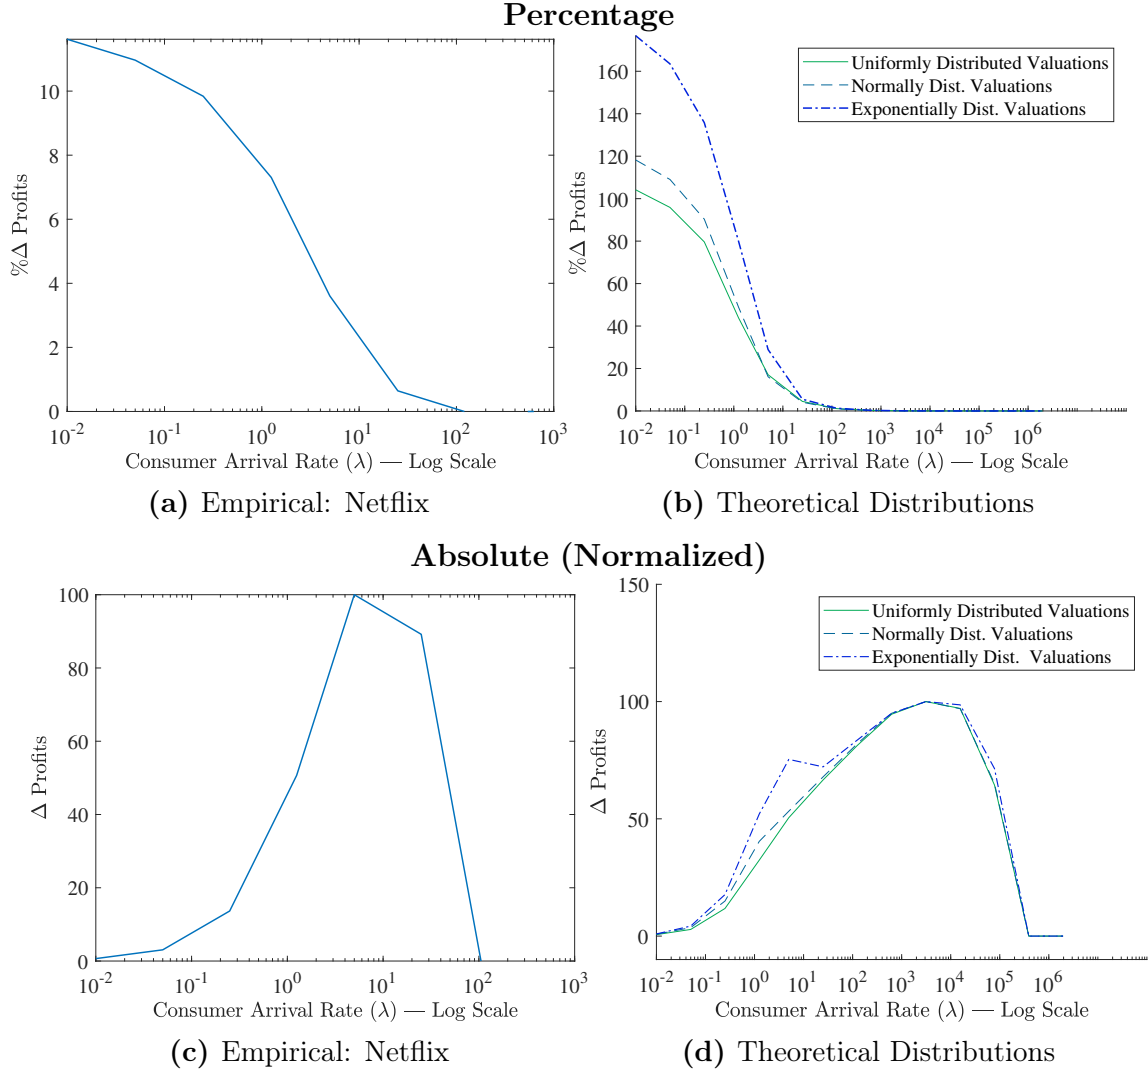 Percentage
10
8
6
4
2
0
%Δ Profits
10^-2 10^-1 10^0 10^1 10^2 10^3
Consumer Arrival Rate (λ) — Log Scale
(a) Empirical: Netflix
Uniformly Distributed Valuations
Normally Dist. Valuations
Exponentially Dist. Valuations
160
140
120
100
80
60
40
20
0
%Δ Profits
10^-2 10^-1 10^0 10^1 10^2 10^3 10^4 10^5 10^6
Consumer Arrival Rate (λ) — Log Scale
(b) Theoretical Distributions
Absolute (Normalized)
100
80
60
40
20
0
Δ Profits
10^-2 10^-1 10^0 10^1 10^2 10^3
Consumer Arrival Rate (λ) — Log Scale
(c) Empirical: Netflix
Uniformly Distributed Valuations
Normally Dist. Valuations
Exponentially Dist. Valuations
150
100
50
0
Δ Profits
10^-2 10^-1 10^0 10^1 10^2 10^3 10^4 10^5 10^6
Consumer Arrival Rate (λ) — Log Scale
(d) Theoretical Distributions